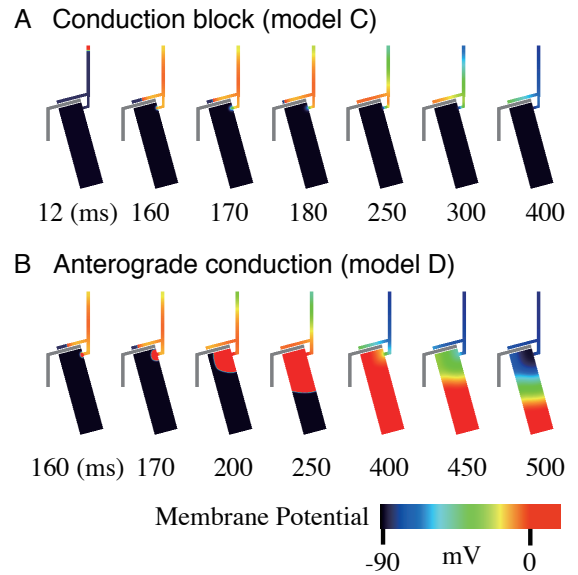 A Conduction block (model C)
12 (ms) 160 170 180 250 300 400
B Anterograde conduction (model D)
160 (ms) 170 200 250 400 450 500
Membrane Potential
-90 mV 0